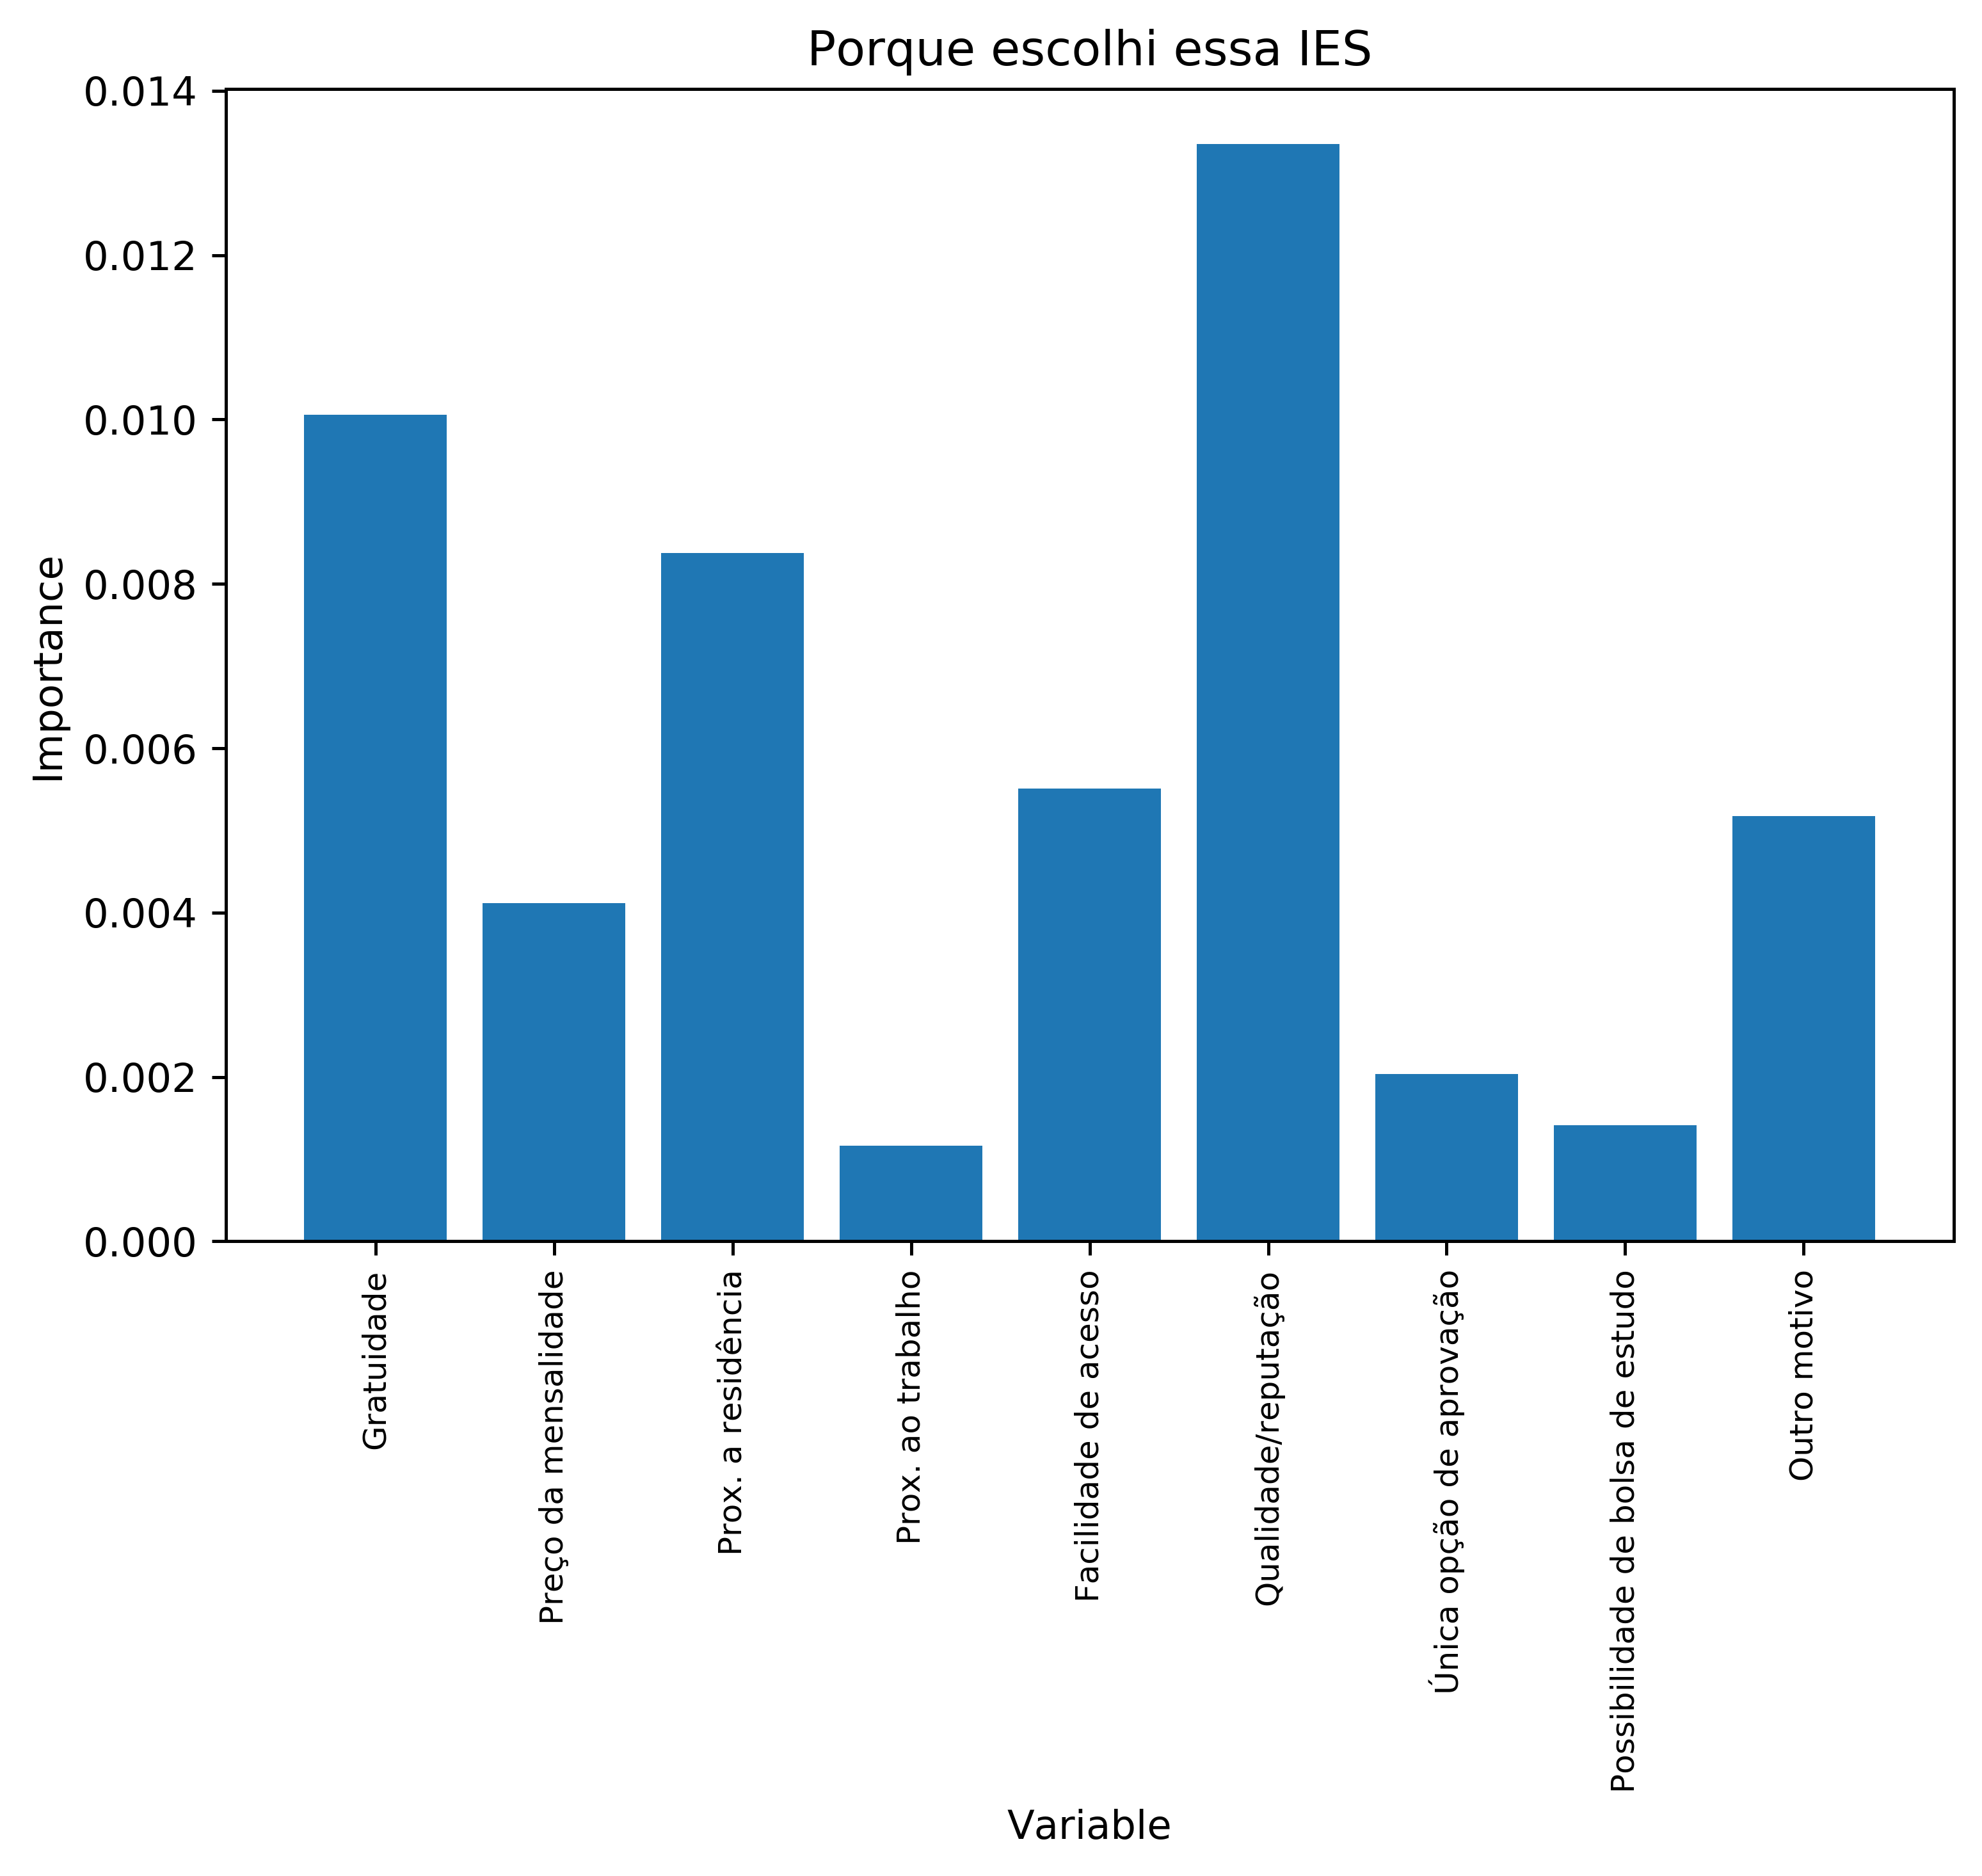 Porque escolhi essa IES
Importance
0.014
0.012
0.010
0.008
0.006
0.004
0.002
0.000
Gratuidade
Preço da mensalidade
Prox. a residência
Prox. ao trabalho
Facilidade de acesso
Qualidade/reputação
Única opção de aprovação
Possibilidade de bolsa de estudo
Outro motivo
Variable